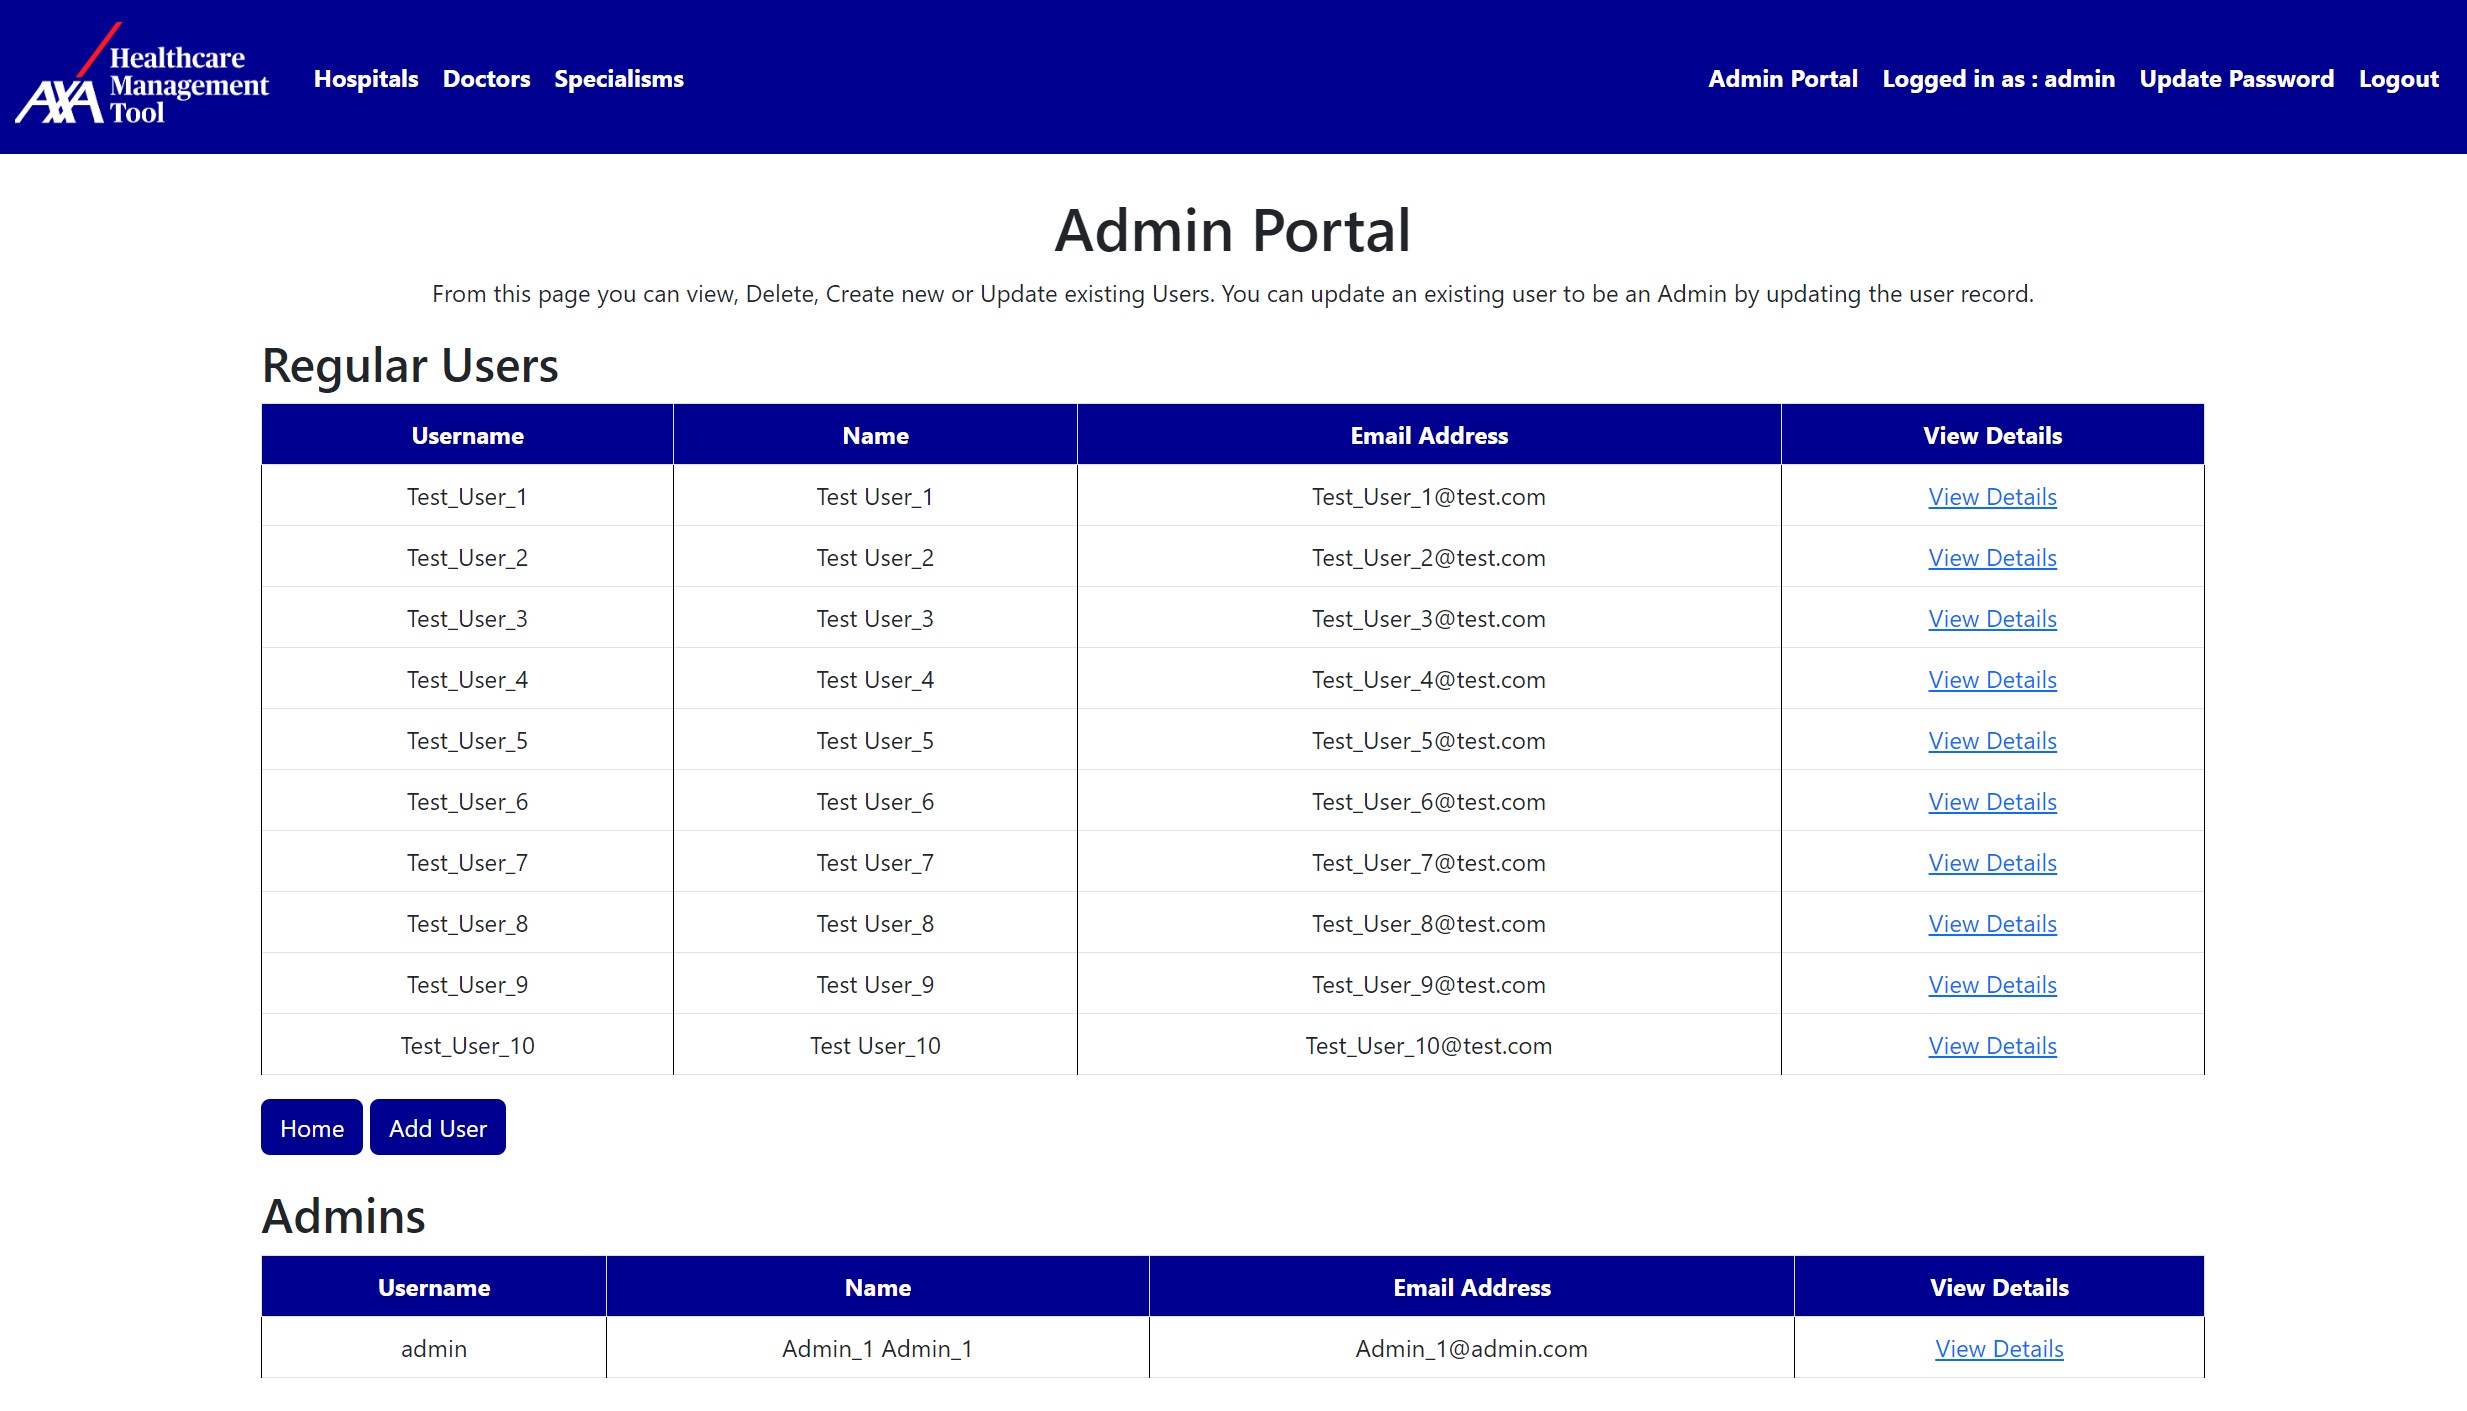 Healthcare
Management
Tool
AXA
Hospitals Doctors Specialisms
Admin Portal Logged in as : admin Update Password Logout
Admin Portal
From this page you can view, Delete, Create new or Update existing Users. You can update an existing user to be an Admin by updating the user record.
Regular Users
Username Name Email Address View Details
Test_User_1 Test User_1 Test_User_1@test.com View Details
Test_User_2 Test User_2 Test_User_2@test.com View Details
Test_User_3 Test User_3 Test_User_3@test.com View Details
Test_User_4 Test User_4 Test_User_4@test.com View Details
Test_User_5 Test User_5 Test_User_5@test.com View Details
Test_User_6 Test User_6 Test_User_6@test.com View Details
Test_User_7 Test User_7 Test_User_7@test.com View Details
Test_User_8 Test User_8 Test_User_8@test.com View Details
Test_User_9 Test User_9 Test_User_9@test.com View Details
Test_User_10 Test User_10 Test_User_10@test.com View Details
Home Add User
Admins
Username Name Email Address View Details
admin Admin_1 Admin_1 Admin_1@admin.com View Details